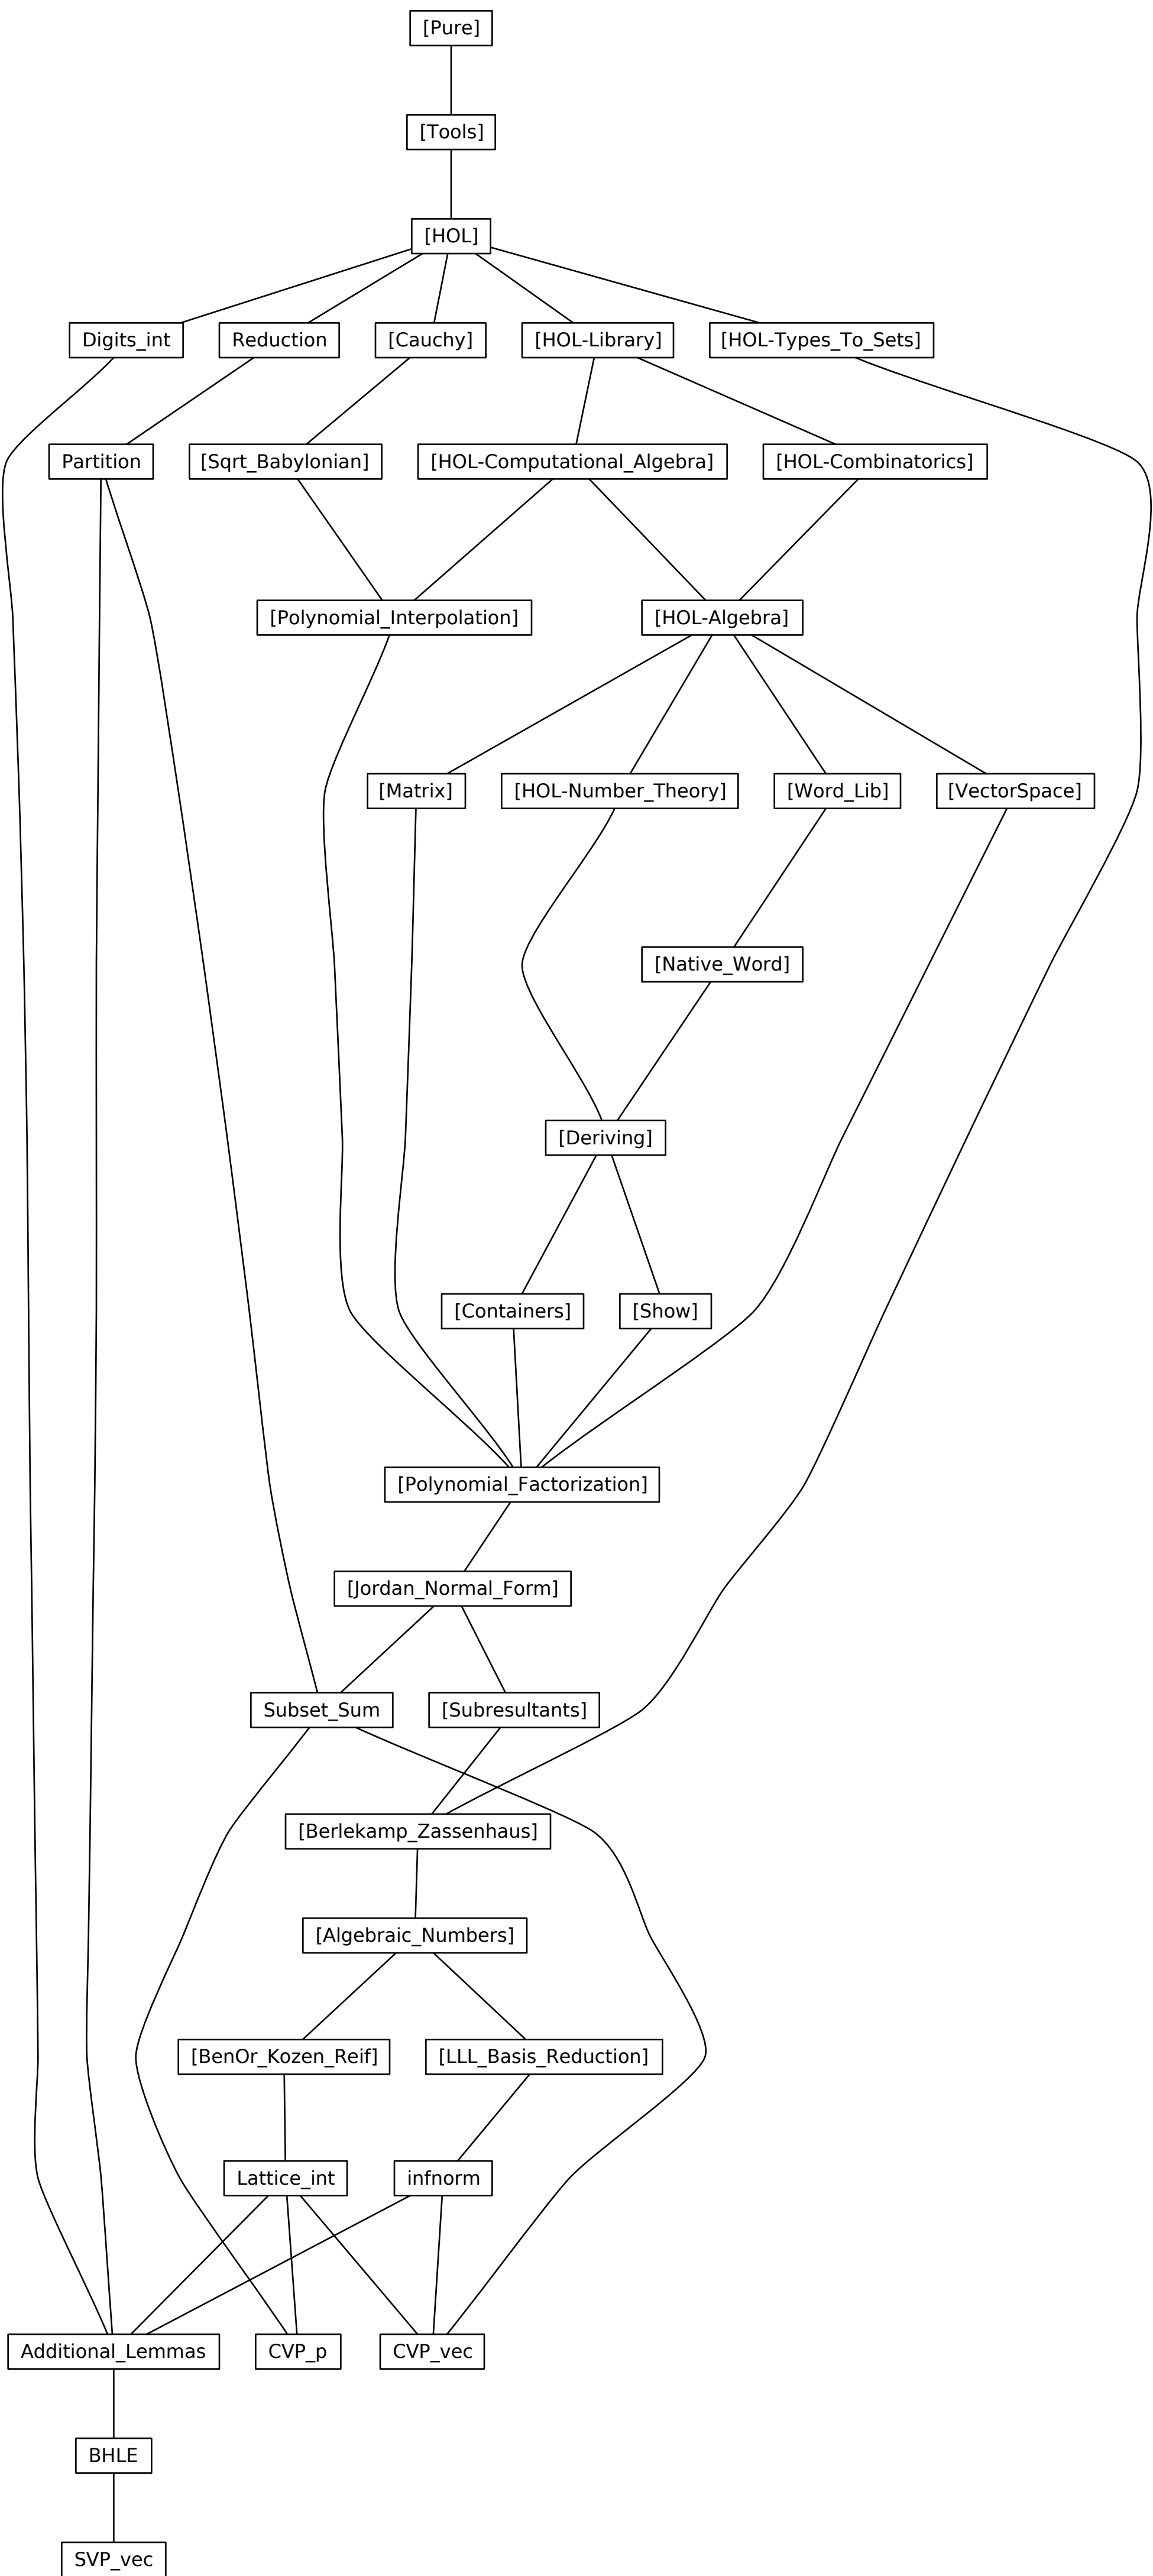 [Pure]
[Tools]
[HOL]
Digits_int
Reduction
[Cauchy]
[HOL-Library]
[HOL-Types_To_Sets]
Partition
[Sqrt_Babylonian]
[HOL-Computational_Algebra]
[HOL-Combinatorics]
[Polynomial_Interpolation]
[HOL-Algebra]
[Matrix]
[HOL-Number_Theory]
[Word_Lib]
[VectorSpace]
[Native_Word]
[Deriving]
[Containers]
[Show]
[Polynomial_Factorization]
[Jordan_Normal_Form]
Subset_Sum
[Subresultants]
[Berlekamp_Zassenhaus]
[Algebraic_Numbers]
[BenOr_Kozen_Reif]
[LLL_Basis_Reduction]
Lattice_int
infnorm
Additional_Lemmas
CVP_p
CVP_vec
BHLE
SVP_vec